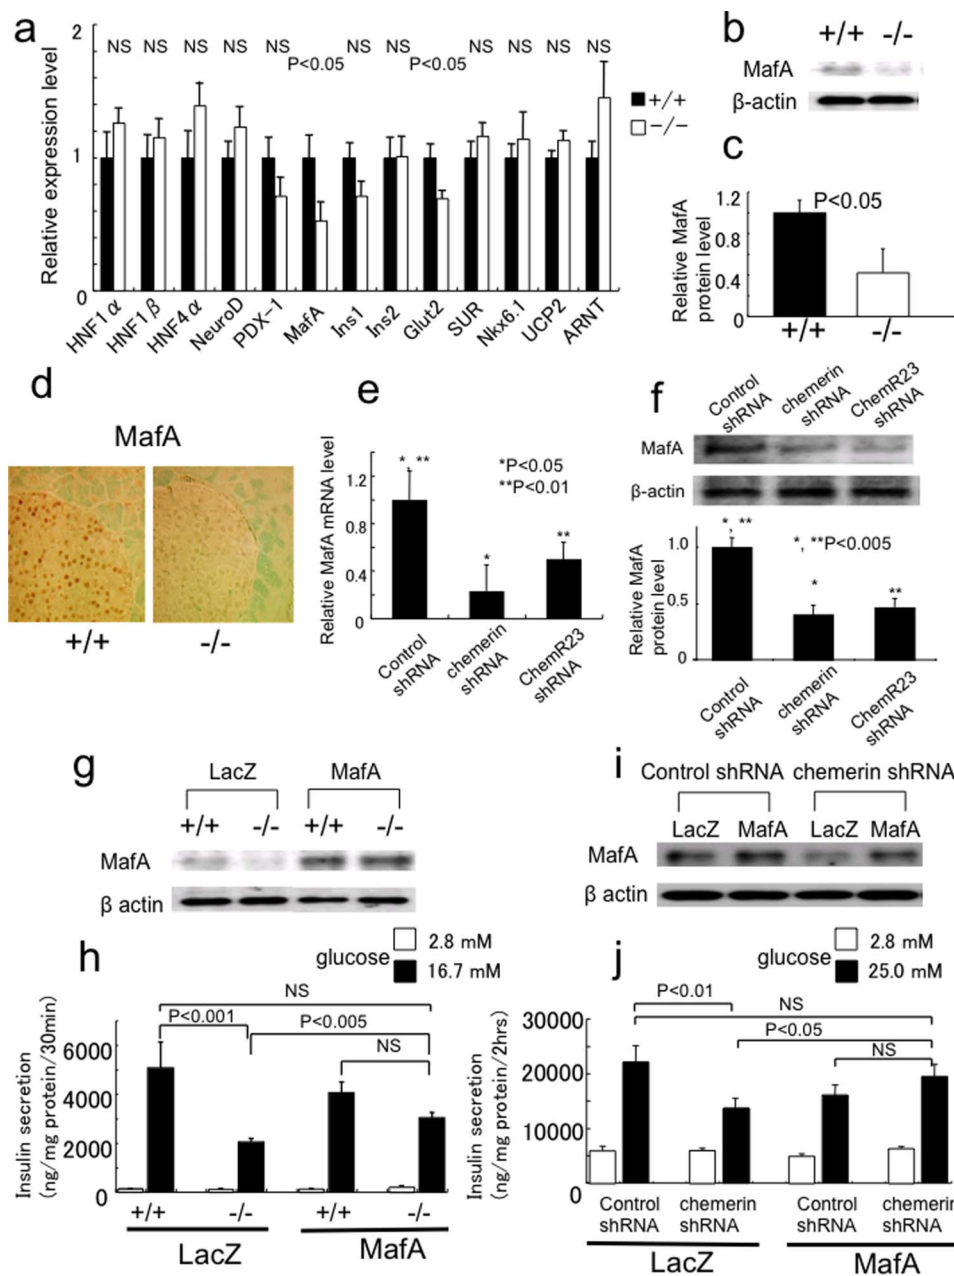 a
2
1
0
Relative expression level
NS NS NS NS NS P<0.05 NS NS P<0.05 NS NS NS
+/+
-/-
HNF1α HNF1β HNF4α NeuroD PDX-1 MafA Ins1 Ins2 Glut2 SUR Nkx6.1 UCP2 ARNT
b
+/+ -/-
MafA
β-actin
c
Relative MafA
protein level
1.2
0.8
0.4
0
P<0.05
+/+ -/-
d
MafA
+/+ -/-
e
Relative MafA mRNA level
1.2
0.8
0.4
0
*, **
*
**
*P<0.05
**P<0.01
Control
shRNA
chemerin
shRNA
ChemR23
shRNA
f
Control
shRNA
chemerin
shRNA
ChemR23
shRNA
MafA
β-actin
Relative MafA
protein level
1.0
0.5
0
*, **
*
**
*, **P<0.005
Control
shRNA
chemerin
shRNA
ChemR23
shRNA
g
LacZ MafA
+/+ -/- +/+ -/-
MafA
β actin
h
glucose
2.8 mM
16.7 mM
Insulin secretion
(ng/mg protein/30min)
6000
4000
2000
0
NS
P<0.001
P<0.005
NS
+/+ -/- +/+ -/-
LacZ MafA
i
Control shRNA chemerin shRNA
LacZ MafA LacZ MafA
MafA
β actin
j
glucose
2.8 mM
25.0 mM
Insulin secretion
(ng/mg protein/2hrs)
30000
20000
10000
0
P<0.01
NS
P<0.05
NS
Control
shRNA
chemerin
shRNA
Control
shRNA
chemerin
shRNA
LacZ MafA